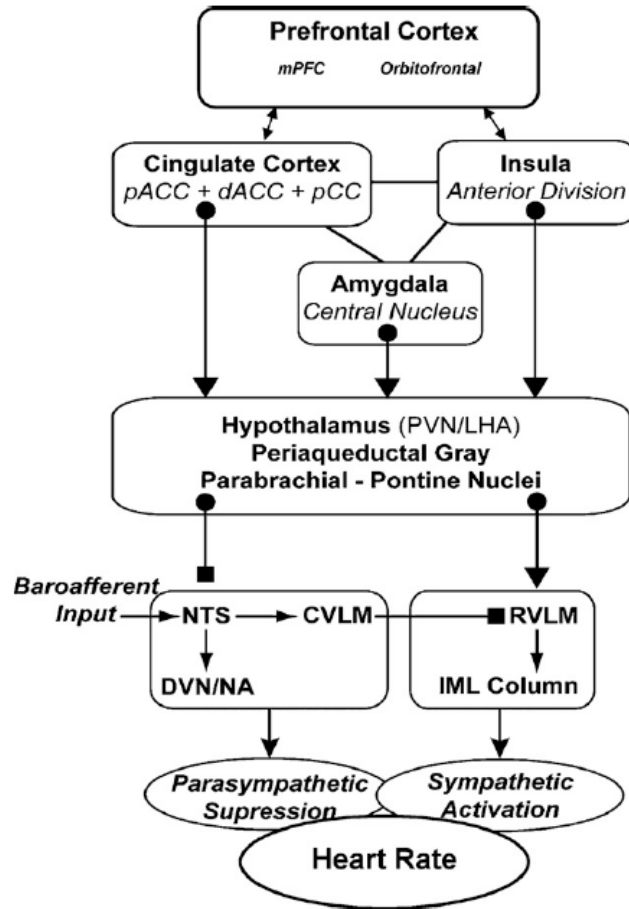 Prefrontal Cortex
mPFC Orbitofrontal
Cingulate Cortex
pACC + dACC + pCC
Insula
Anterior Division
Amygdala
Central Nucleus
Hypothalamus (PVN/LHA)
Periaqueductal Gray
Parabrachial - Pontine Nuclei
Baroafferent
Input
NTS
CVLM
RVLM
DVN/NA
IML Column
Parasympathetic
Supression
Sympathetic
Activation
Heart Rate